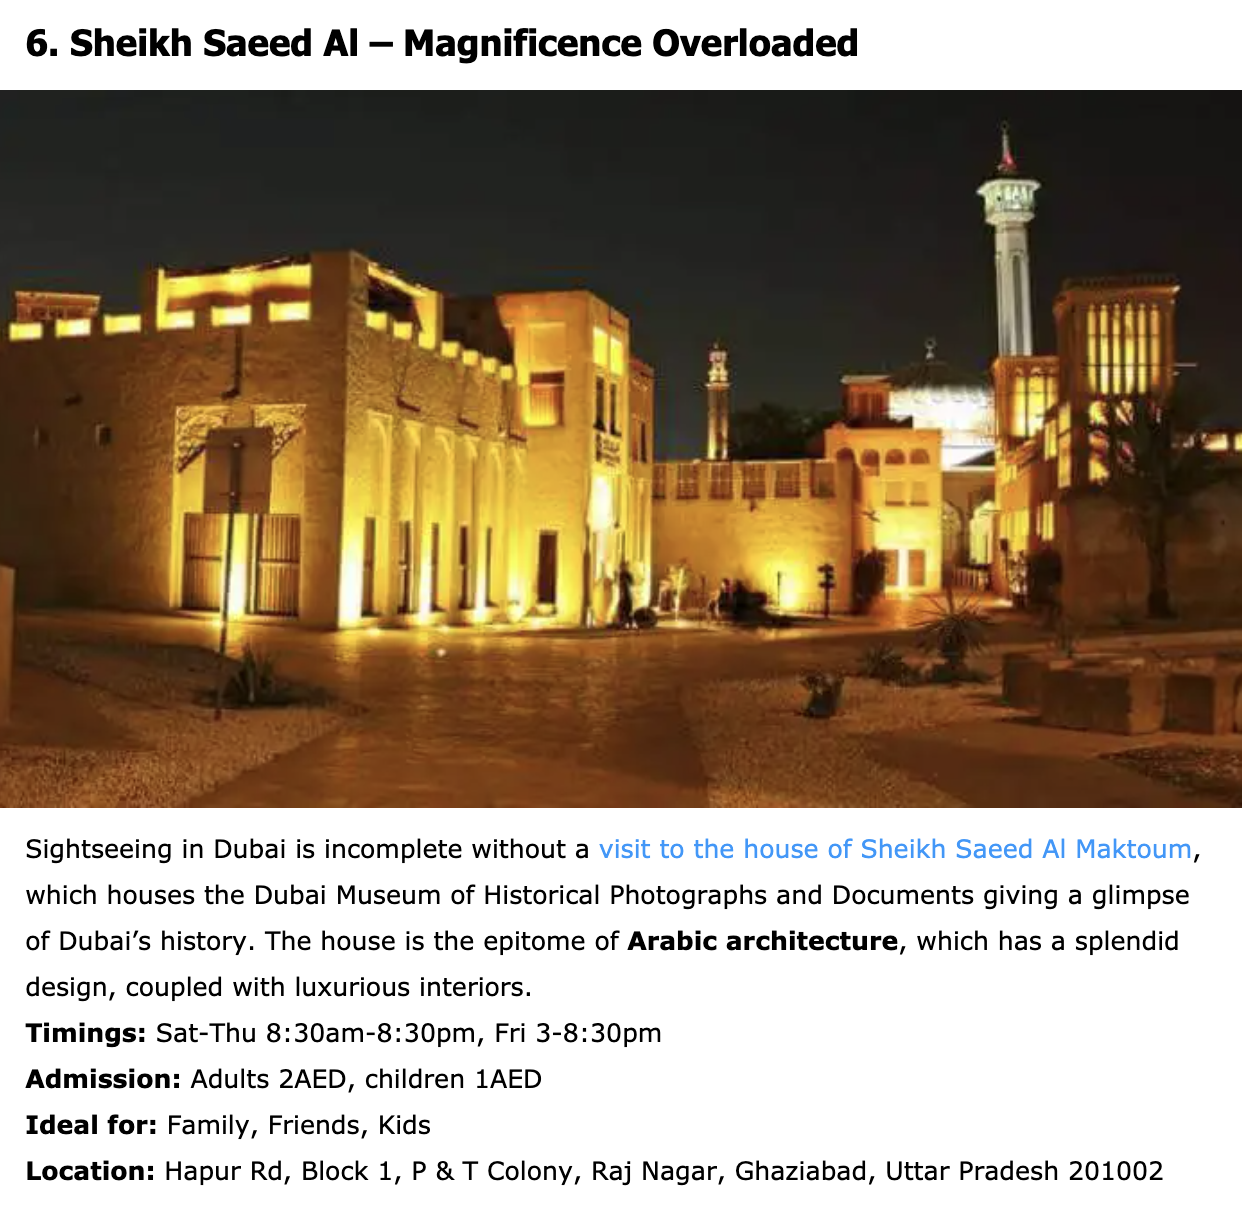 6. Sheikh Saeed Al – Magnificence Overloaded
Sightseeing in Dubai is incomplete without a visit to the house of Sheikh Saeed Al Maktoum,
which houses the Dubai Museum of Historical Photographs and Documents giving a glimpse
of Dubai’s history. The house is the epitome of Arabic architecture, which has a splendid
design, coupled with luxurious interiors.
Timings: Sat-Thu 8:30am-8:30pm, Fri 3-8:30pm
Admission: Adults 2AED, children 1AED
Ideal for: Family, Friends, Kids
Location: Hapur Rd, Block 1, P & T Colony, Raj Nagar, Ghaziabad, Uttar Pradesh 201002